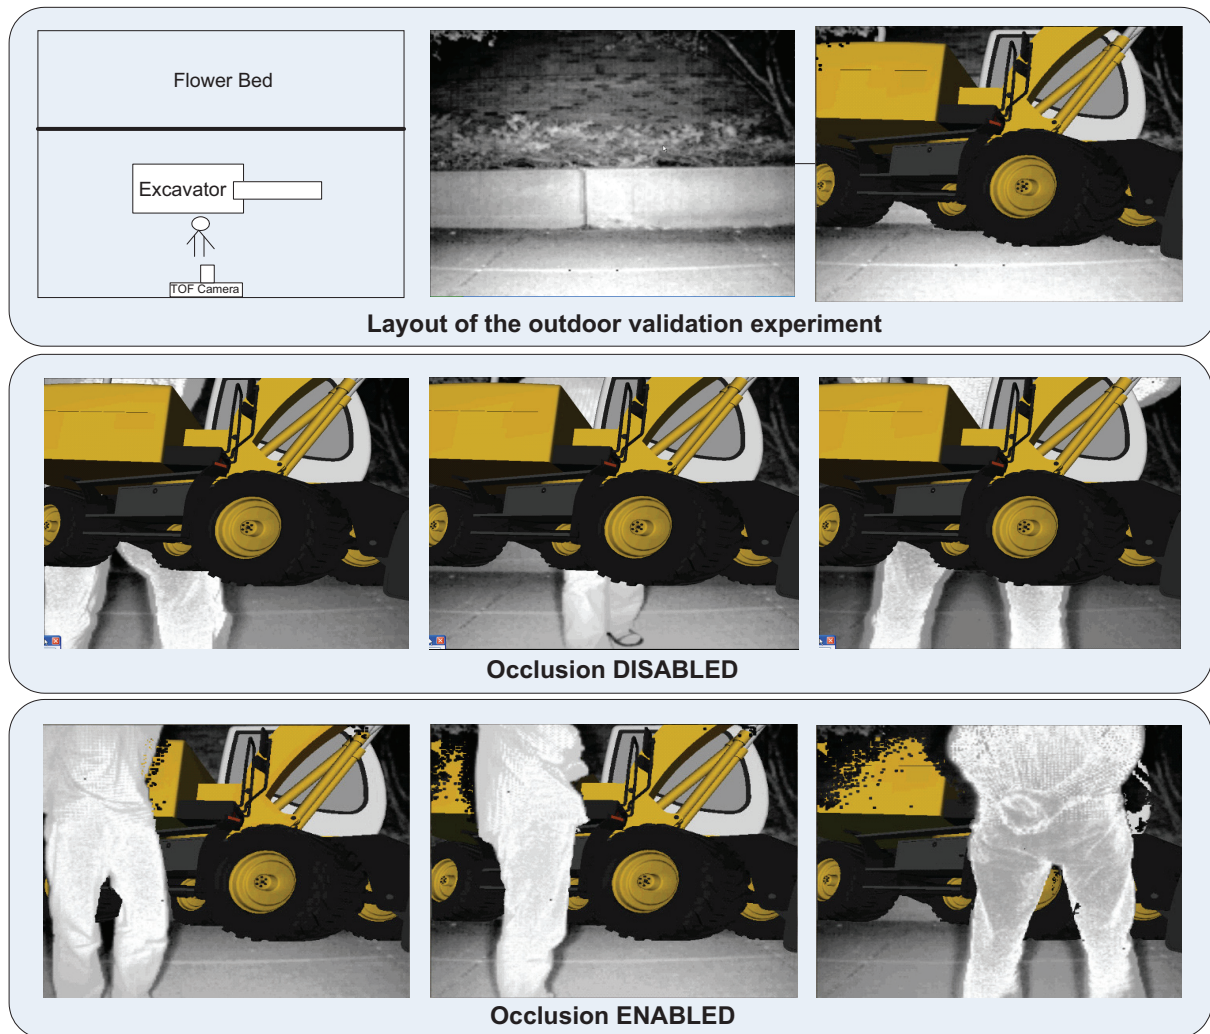 Flower Bed
Excavator
TOF Camera
Layout of the outdoor validation experiment
Occlusion DISABLED
Occlusion ENABLED